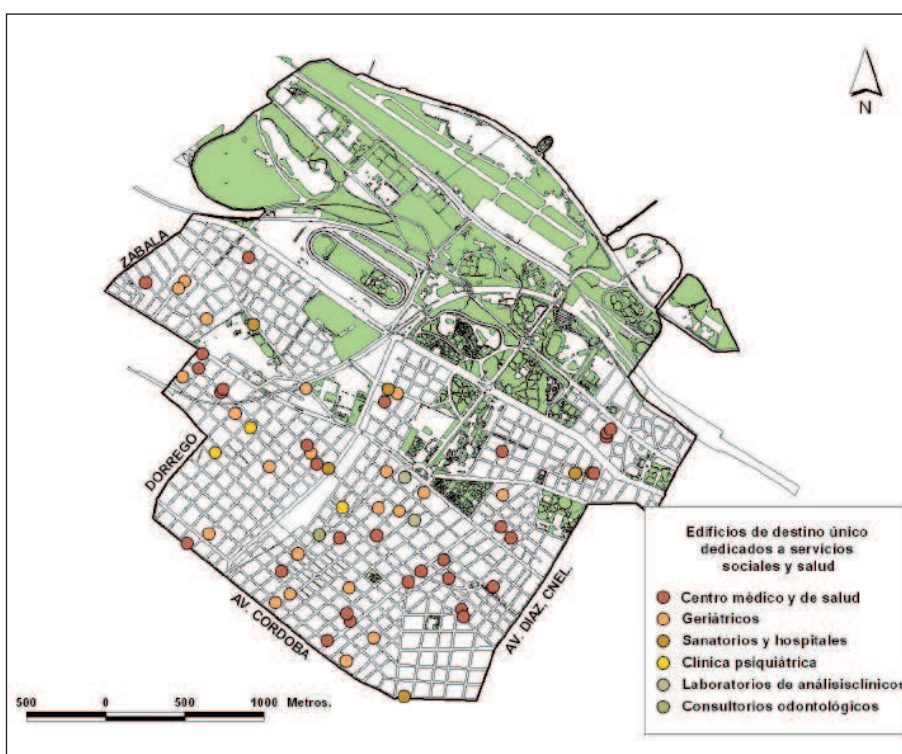 N
ZABALA
DORREGO
AV. CORDOBA
AV. DIAZ, CNEL.
Edificios de destino único
dedicados a servicios
sociales y salud
Centro médico y de salud
Geriátricos
Sanatorios y hospitales
Clínica psiquiátrica
Laboratorios de análisisclínicos
Consultorios odontológicos
500 0 500 1000 Metros.